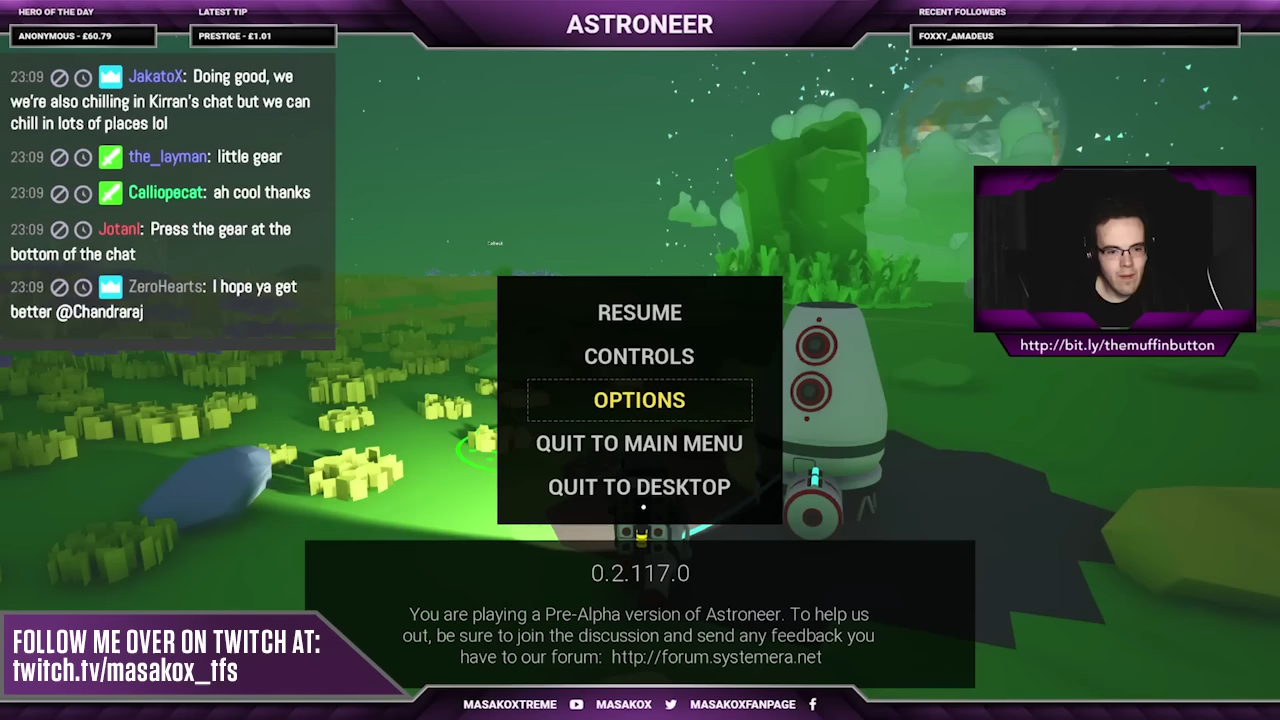 HERO OF THE DAY
LATEST TIP
ANONYMOUS - £60.79
PRESTIGE - £1.01
ASTRONEER
RECENT FOLLOWERS
FOXXY_AMADEUS
23:09 JakatoX: Doing good, we
we're also chilling in Kirran's chat but we can
chill in lots of places lol
23:09 the_layman: little gear
23:09 Calliopecat: ah cool thanks
23:09 Jotanl: Press the gear at the
bottom of the chat
23:09 ZeroHearts: I hope ya get
better @Chandraraj
http://bit.ly/themuffinbutton
RESUME
CONTROLS
OPTIONS
QUIT TO MAIN MENU
QUIT TO DESKTOP
0.2.117.0
You are playing a Pre-Alpha version of Astroneer. To help us
out, be sure to join the discussion and send any feedback you
have to our forum: http://forum.systemera.net
FOLLOW ME OVER ON TWITCH AT:
twitch.tv/masakox_tfs
MASAKOXTREME
MASAKOX
MASAKOXFANPAGE